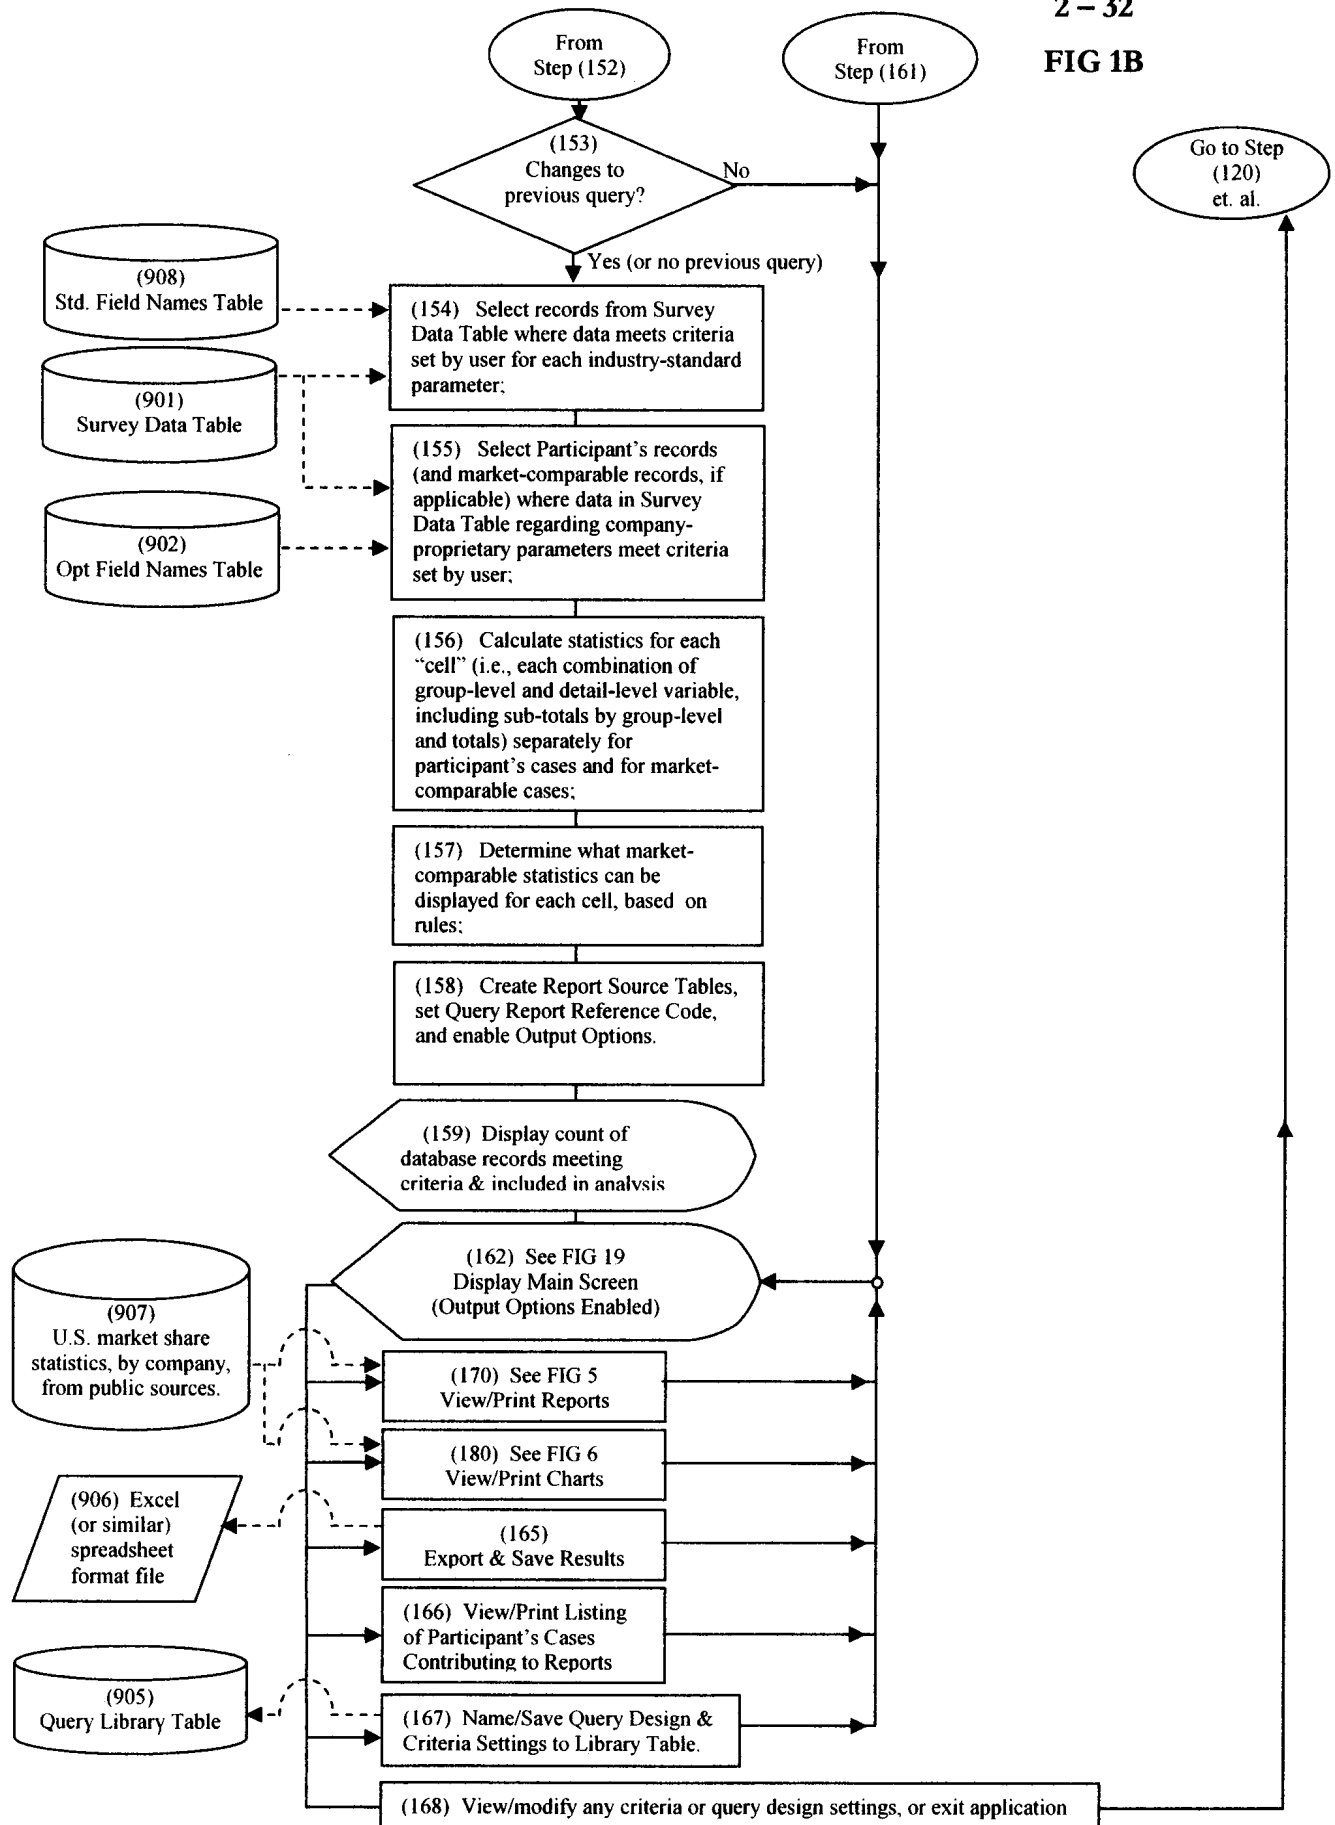 2 – 32
FIG 1B
From
Step (152)
From
Step (161)
Go to Step
(120)
et. al.
(153)
Changes to
previous query?
No
Yes (or no previous query)
(908)
Std. Field Names Table
(901)
Survey Data Table
(902)
Opt Field Names Table
(154) Select records from Survey
Data Table where data meets criteria
set by user for each industry-standard
parameter;
(155) Select Participant's records
(and market-comparable records, if
applicable) where data in Survey
Data Table regarding company-
proprietary parameters meet criteria
set by user;
(156) Calculate statistics for each
“cell” (i.e., each combination of
group-level and detail-level variable,
including sub-totals by group-level
and totals) separately for
participant's cases and for market-
comparable cases;
(157) Determine what market-
comparable statistics can be
displayed for each cell, based on
rules;
(158) Create Report Source Tables,
set Query Report Reference Code,
and enable Output Options.
(159) Display count of
database records meeting
criteria & included in analysis
(162) See FIG 19
Display Main Screen
(Output Options Enabled)
(907)
U.S. market share
statistics, by company,
from public sources.
(170) See FIG 5
View/Print Reports
(180) See FIG 6
View/Print Charts
(906) Excel
(or similar)
spreadsheet
format file
(165)
Export & Save Results
(166) View/Print Listing
of Participant's Cases
Contributing to Reports
(905)
Query Library Table
(167) Name/Save Query Design &
Criteria Settings to Library Table.
(168) View/modify any criteria or query design settings, or exit application